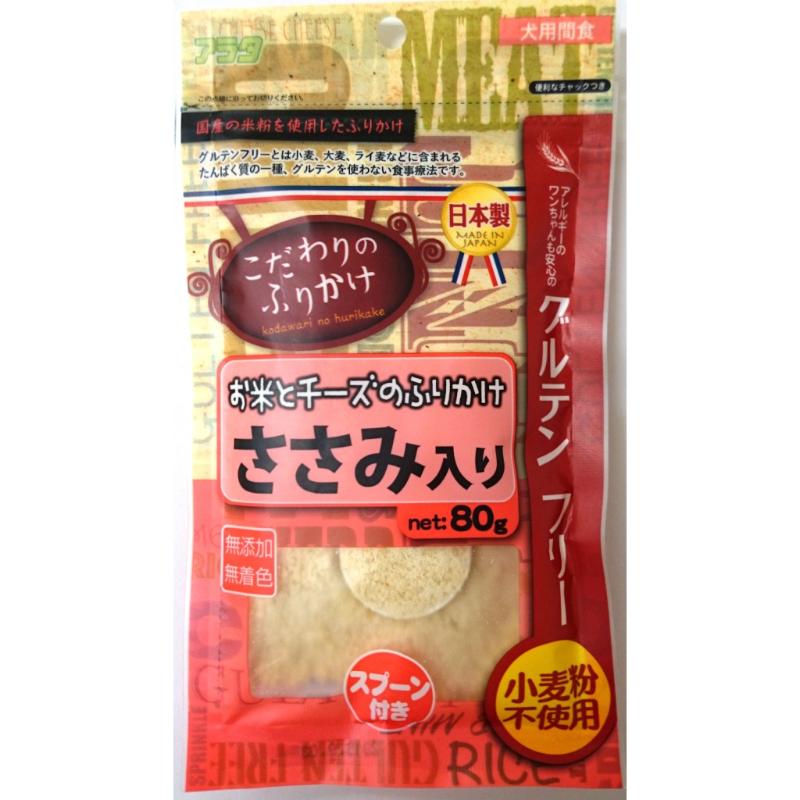 CHEESE CHEESE
アラタ
MEAT
犬用間食
便利なチャックつき
この点線に沿ってお切りください。
国産の米粉を使用したふりかけ
グルテンフリーとは小麦、大麦、ライ麦などに含まれる
たんぱく質の一種、グルテンを使わない食事療法です。
日本製
MADE IN
JAPAN
アレルギーの
ワンちゃんも安心の
グルテン フリー
こだわりの
ふりかけ
kodawari no hurikake
お米とチーズのふりかけ
ささみ入り
net: 80g
無添加
無着色
スプーン
付き
小麦粉
不使用
SPRINKLE
GULTEN FREE
RICE